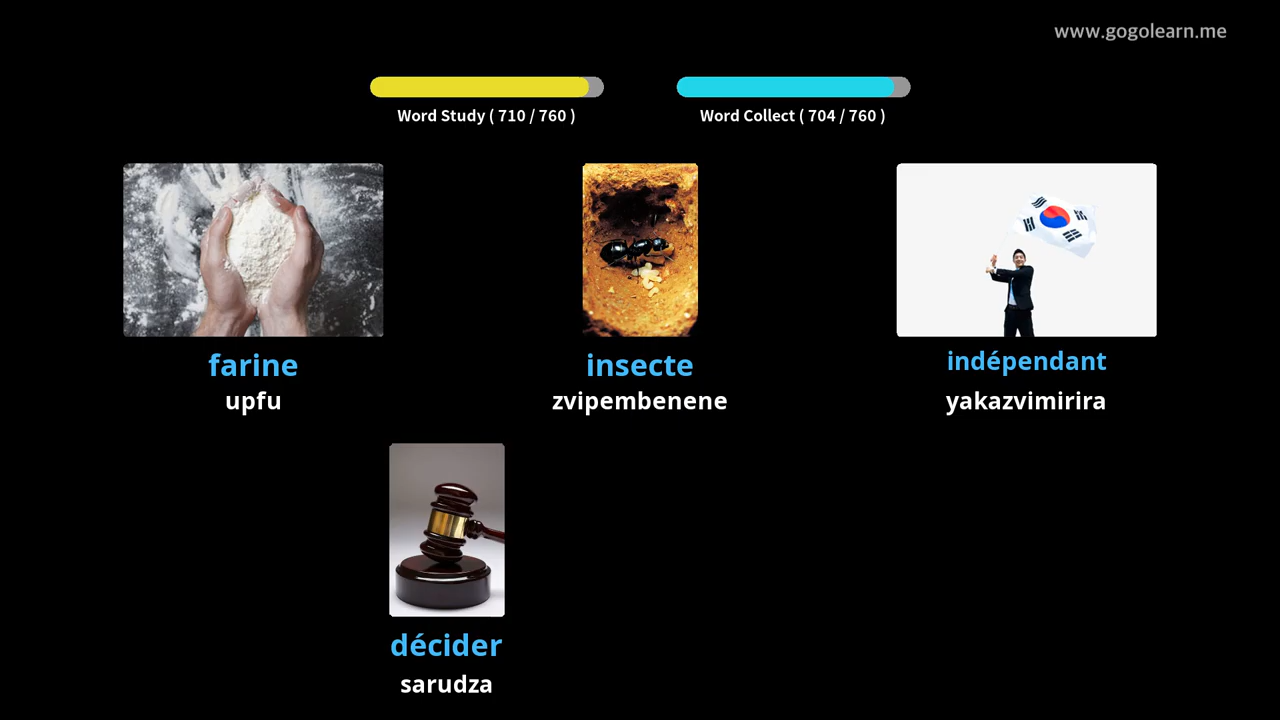 www.gogolearn.me
Word Study ( 710 / 760 )
Word Collect ( 704 / 760 )
farine
insecte
indépendant
upfu
zvipembenene
yakazvimirira
décider
sarudza